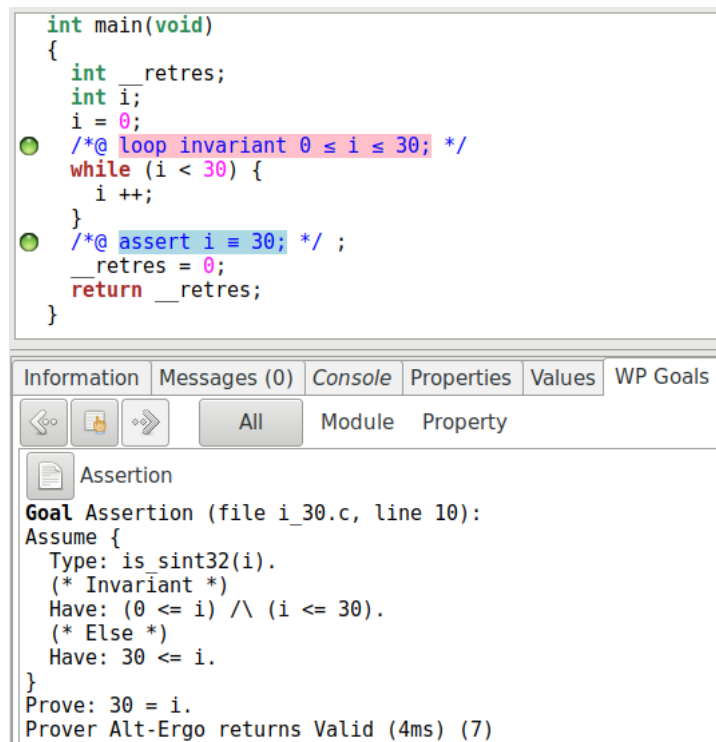 int main(void)
{
int __retres;
int i;
i = 0;
/*@ loop invariant 0 ≤ i ≤ 30; */
while (i < 30) {
i ++;
}
/*@ assert i ≡ 30; */ ;
__retres = 0;
return __retres;
}
Information Messages (0) Console Properties Values WP Goals
All Module Property
Assertion
Goal Assertion (file i_30.c, line 10):
Assume {
Type: is_sint32(i).
(* Invariant *)
Have: (0 <= i) /\ (i <= 30).
(* Else *)
Have: 30 <= i.
}
Prove: 30 = i.
Prover Alt-Ergo returns Valid (4ms) (7)